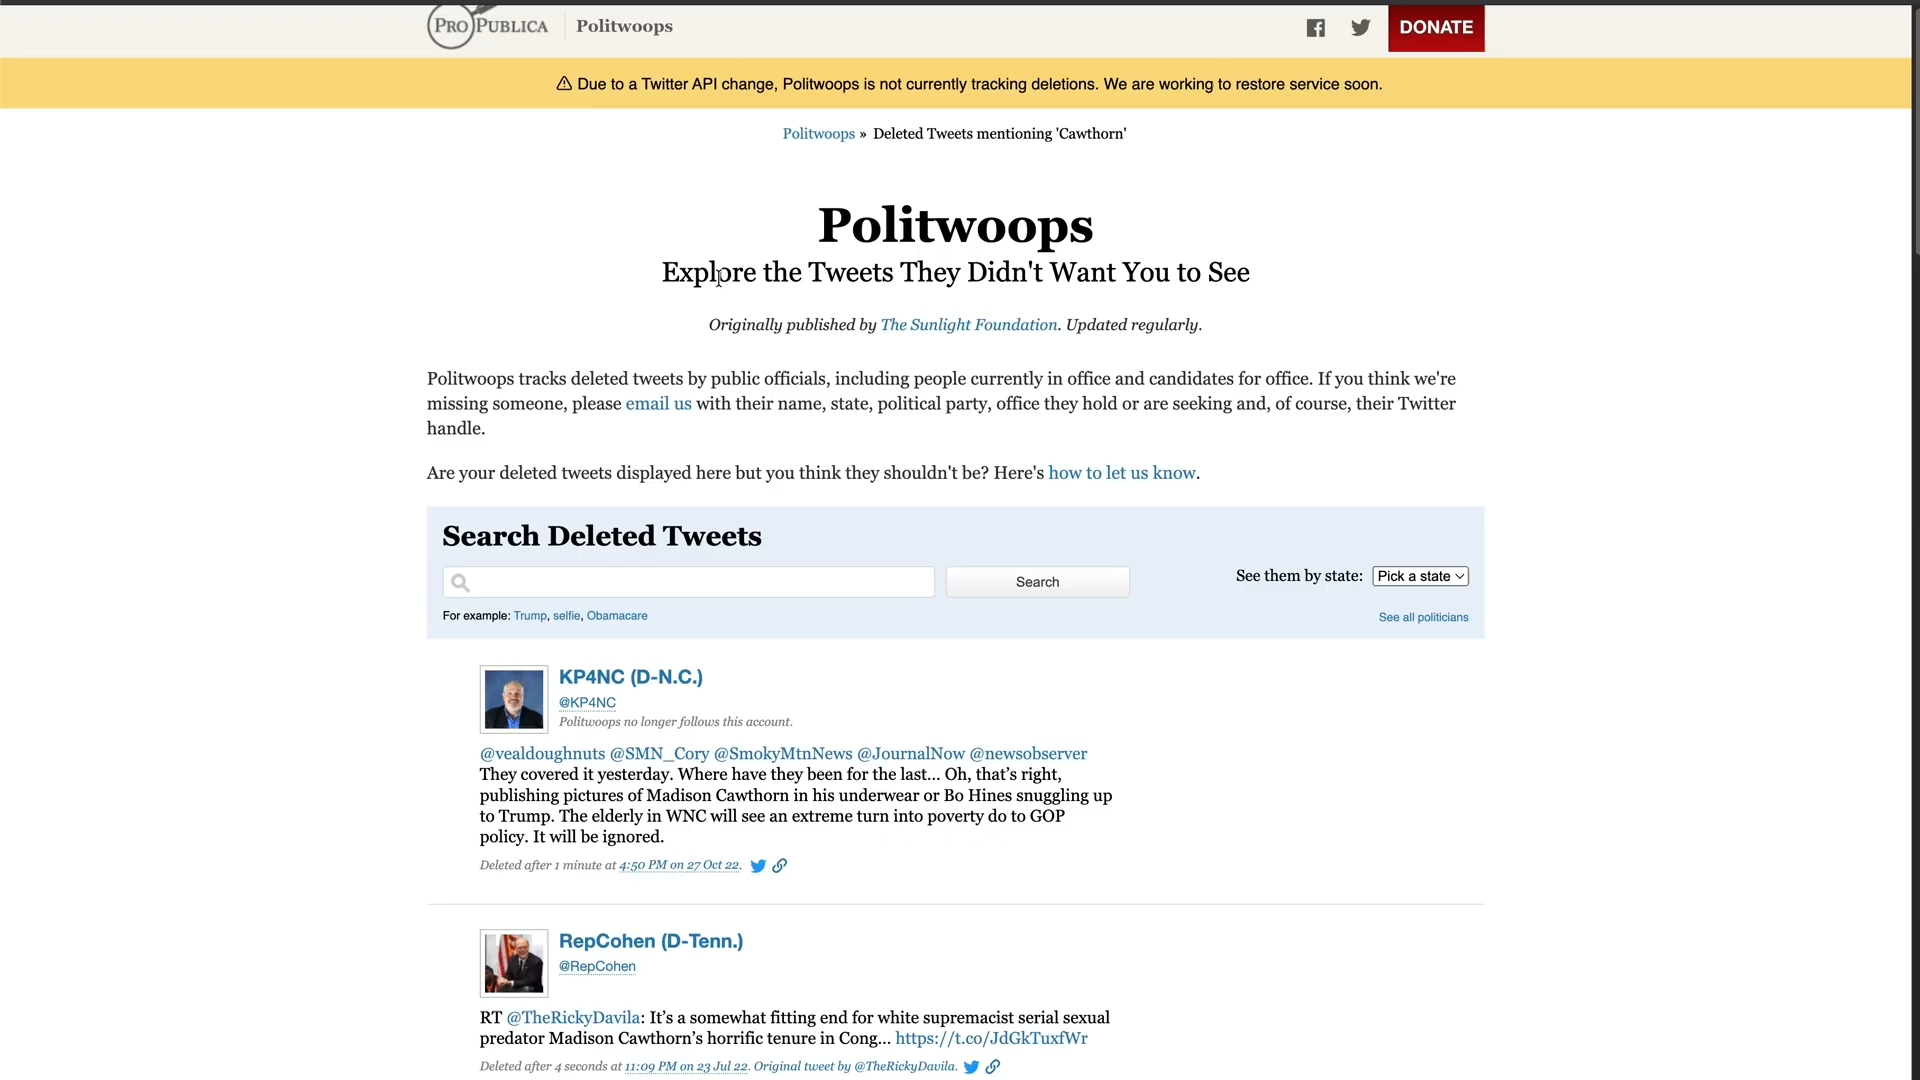 PROPUBLICA
Politwoops
DONATE
Due to a Twitter API change, Politwoops is not currently tracking deletions. We are working to restore service soon.
Politwoops » Deleted Tweets mentioning 'Cawthorn'
Politwoops
Explore the Tweets They Didn't Want You to See
Originally published by The Sunlight Foundation. Updated regularly.
Politwoops tracks deleted tweets by public officials, including people currently in office and candidates for office. If you think we're
missing someone, please email us with their name, state, political party, office they hold or are seeking and, of course, their Twitter
handle.
Are your deleted tweets displayed here but you think they shouldn't be? Here's how to let us know.
Search Deleted Tweets
Search
See them by state: Pick a state
For example: Trump, selfie, Obamacare
See all politicians
KP4NC (D-N.C.)
@KP4NC
Politwoops no longer follows this account.
@vealdoughnuts @SMN_Cory @SmokyMtnNews @JournalNow @newsobserver
They covered it yesterday. Where have they been for the last... Oh, that’s right,
publishing pictures of Madison Cawthorn in his underwear or Bo Hines snuggling up
to Trump. The elderly in WNC will see an extreme turn into poverty do to GOP
policy. It will be ignored.
Deleted after 1 minute at 4:50 PM on 27 Oct 22.
RepCohen (D-Tenn.)
@RepCohen
RT @TheRickyDavila: It’s a somewhat fitting end for white supremacist serial sexual
predator Madison Cawthorn’s horrific tenure in Cong... https://t.co/JdGkTuxfWr
Deleted after 4 seconds at 11:09 PM on 23 Jul 22. Original tweet by @TheRickyDavila.